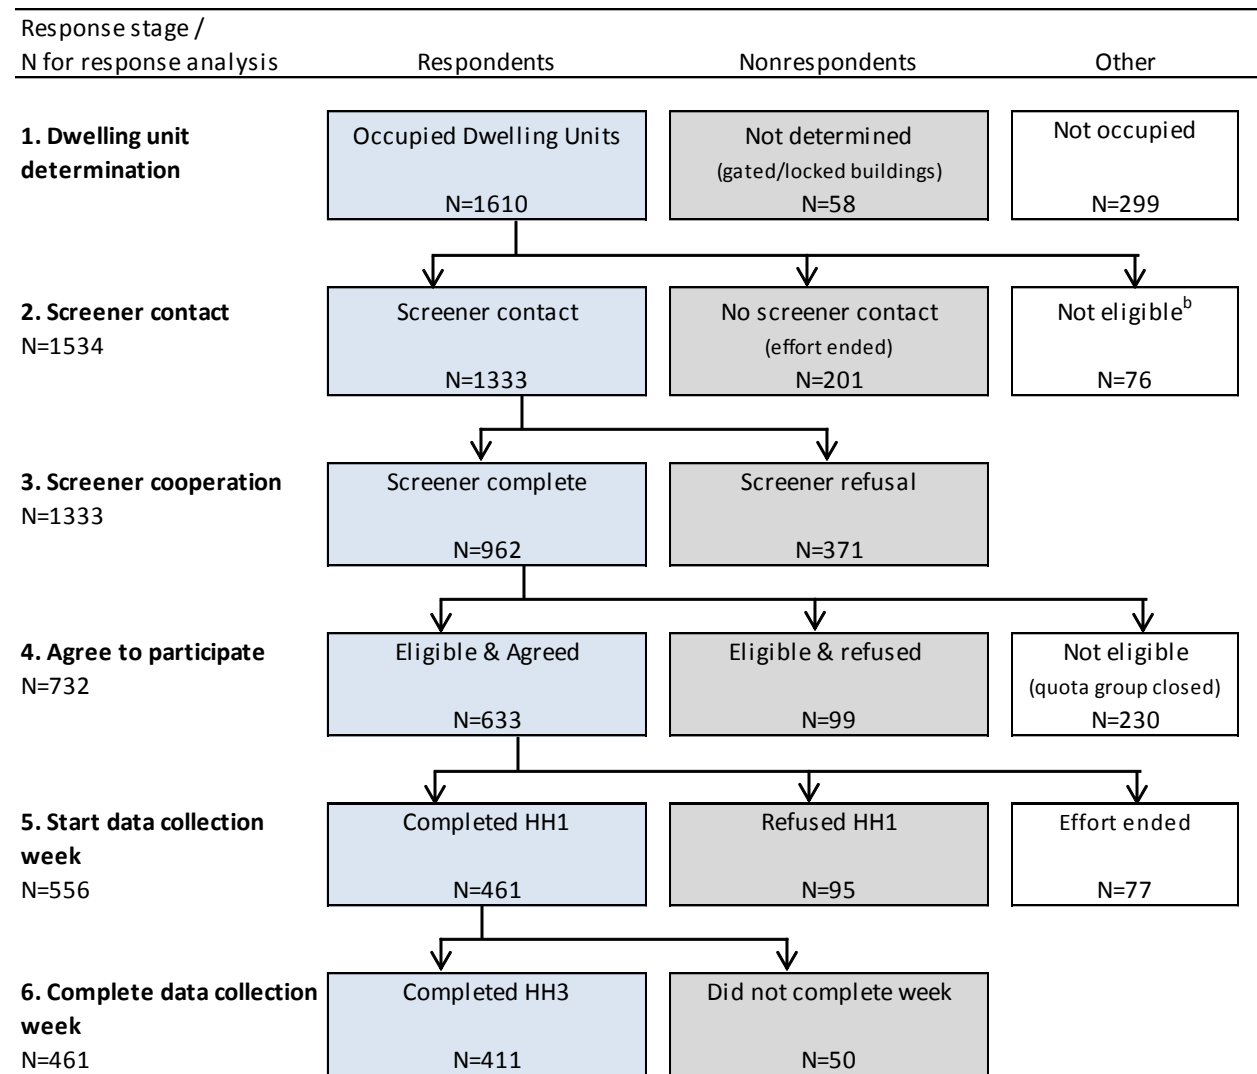 Response stage /
N for response analysis Respondents Nonrespondents Other
1. Dwelling unit
determination
Occupied Dwelling Units
N=1610
Not determined
(gated/locked buildings)
N=58
Not occupied
N=299
2. Screener contact
N=1534
Screener contact
N=1333
No screener contact
(effort ended)
N=201
Not eligibleᵇ
N=76
3. Screener cooperation
N=1333
Screener complete
N=962
Screener refusal
N=371
4. Agree to participate
N=732
Eligible & Agreed
N=633
Eligible & refused
N=99
Not eligible
(quota group closed)
N=230
5. Start data collection
week
N=556
Completed HH1
N=461
Refused HH1
N=95
Effort ended
N=77
6. Complete data collection
week
N=461
Completed HH3
N=411
Did not complete week
N=50